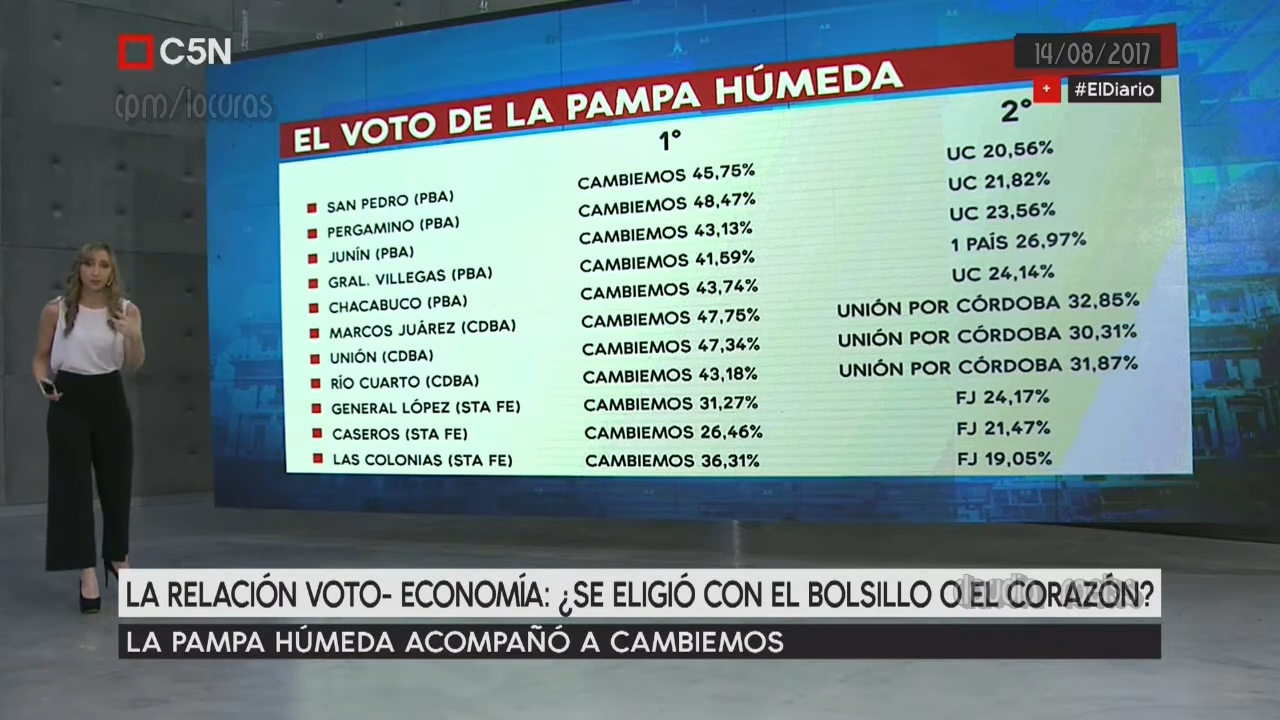 C5N
cpm/locuras
14/08/2017
+ #ElDiario
EL VOTO DE LA PAMPA HÚMEDA
1° 2°
SAN PEDRO (PBA) CAMBIEMOS 45,75% UC 20,56%
PERGAMINO (PBA) CAMBIEMOS 48,47% UC 21,82%
JUNÍN (PBA) CAMBIEMOS 43,13% UC 23,56%
GRAL. VILLEGAS (PBA) CAMBIEMOS 41,59% 1 PAÍS 26,97%
CHACABUCO (PBA) CAMBIEMOS 43,74% UC 24,14%
MARCOS JUÁREZ (CDBA) CAMBIEMOS 47,75% UNIÓN POR CÓRDOBA 32,85%
UNIÓN (CDBA) CAMBIEMOS 47,34% UNIÓN POR CÓRDOBA 30,31%
RÍO CUARTO (CDBA) CAMBIEMOS 43,18% UNIÓN POR CÓRDOBA 31,87%
GENERAL LÓPEZ (STA FE) CAMBIEMOS 31,27% FJ 24,17%
CASEROS (STA FE) CAMBIEMOS 26,46% FJ 21,47%
LAS COLONIAS (STA FE) CAMBIEMOS 36,31% FJ 19,05%
LA RELACIÓN VOTO- ECONOMÍA: ¿SE ELIGIÓ CON EL BOLSILLO O EL CORAZÓN?
LA PAMPA HÚMEDA ACOMPAÑÓ A CAMBIEMOS